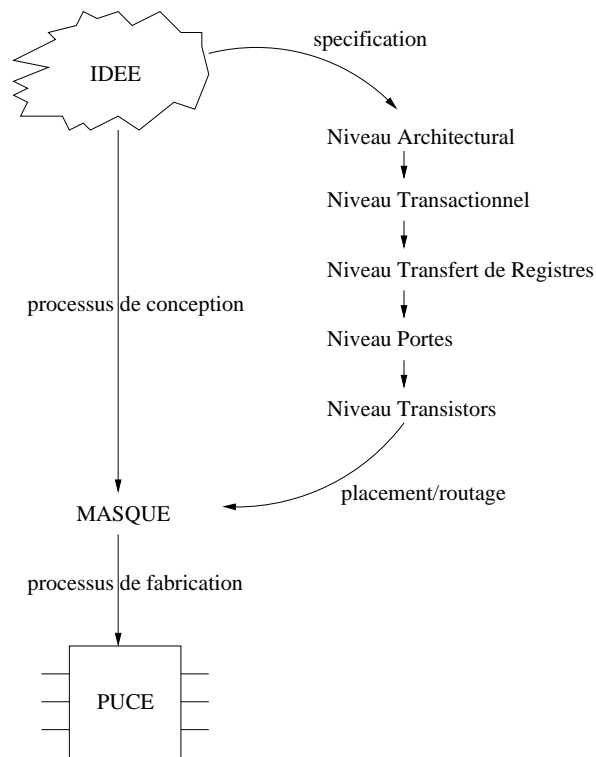 specification
IDEE
Niveau Architectural
Niveau Transactionnel
Niveau Transfert de Registres
processus de conception
Niveau Portes
Niveau Transistors
placement/routage
MASQUE
processus de fabrication
PUCE